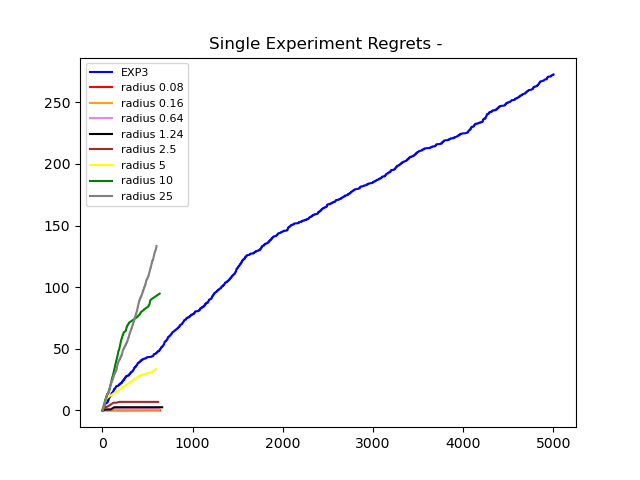 Single Experiment Regrets -
EXP3
radius 0.08
radius 0.16
radius 0.64
radius 1.24
radius 2.5
radius 5
radius 10
radius 25
250
200
150
100
50
0
0 1000 2000 3000 4000 5000